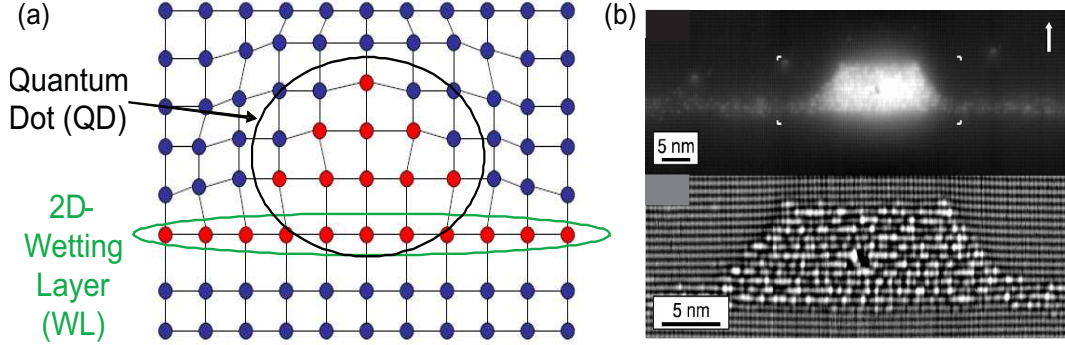 (a)
Quantum
Dot (QD)
2D-
Wetting
Layer
(WL)
(b)
5 nm
5 nm